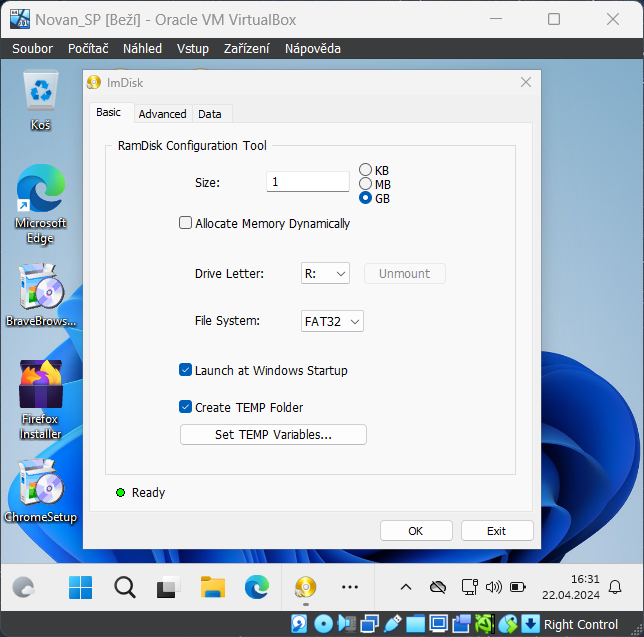 Novan_SP [Beží] - Oracle VM VirtualBox
Soubor Počítač Náhled Vstup Zařízení Nápověda
Koš
Microsoft
Edge
BraveBrows...
Firefox
Installer
ChromeSetup
ImDisk
Basic Advanced Data
RamDisk Configuration Tool
Size: 1
KB
MB
GB
Allocate Memory Dynamically
Drive Letter: R: Unmount
File System: FAT32
Launch at Windows Startup
Create TEMP Folder
Set TEMP Variables...
Ready
OK Exit
16:31
22.04.2024
Right Control